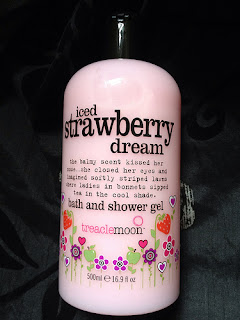 iced
strawberry
dream
the balmy scent kissed her
nose. she closed her eyes and
imagined softly striped lawns
where ladies in bonnets sipped
tea in the cool shade.
bath and shower gel
treaclemoon
500ml e 16.9 fl oz